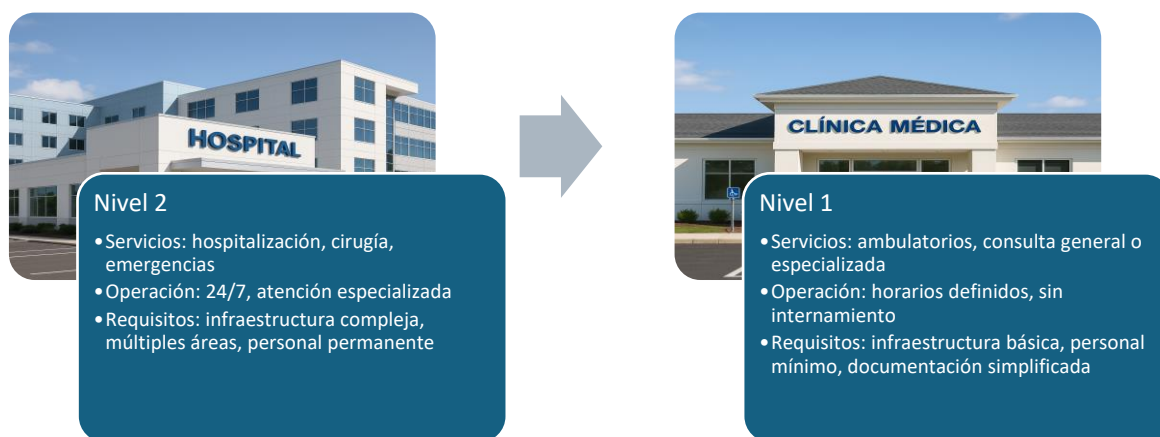 HOSPITAL
Nivel 2
•Servicios: hospitalización, cirugía,
emergencias
•Operación: 24/7, atención especializada
•Requisitos: infraestructura compleja,
múltiples áreas, personal permanente
CLÍNICA MÉDICA
Nivel 1
•Servicios: ambulatorios, consulta general o
especializada
•Operación: horarios definidos, sin
internamiento
•Requisitos: infraestructura básica, personal
mínimo, documentación simplificada